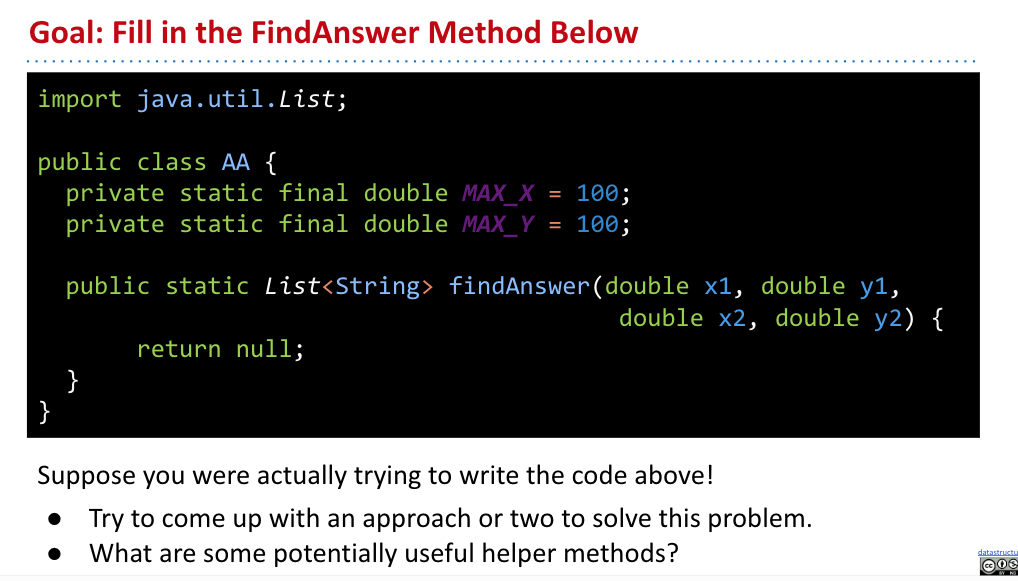 Goal: Fill in the FindAnswer Method Below
import java.util.List;
public class AA {
private static final double MAX_X = 100;
private static final double MAX_Y = 100;
public static List<String> findAnswer(double x1, double y1,
double x2, double y2) {
return null;
}
}
Suppose you were actually trying to write the code above!
● Try to come up with an approach or two to solve this problem.
● What are some potentially useful helper methods?
datastructu